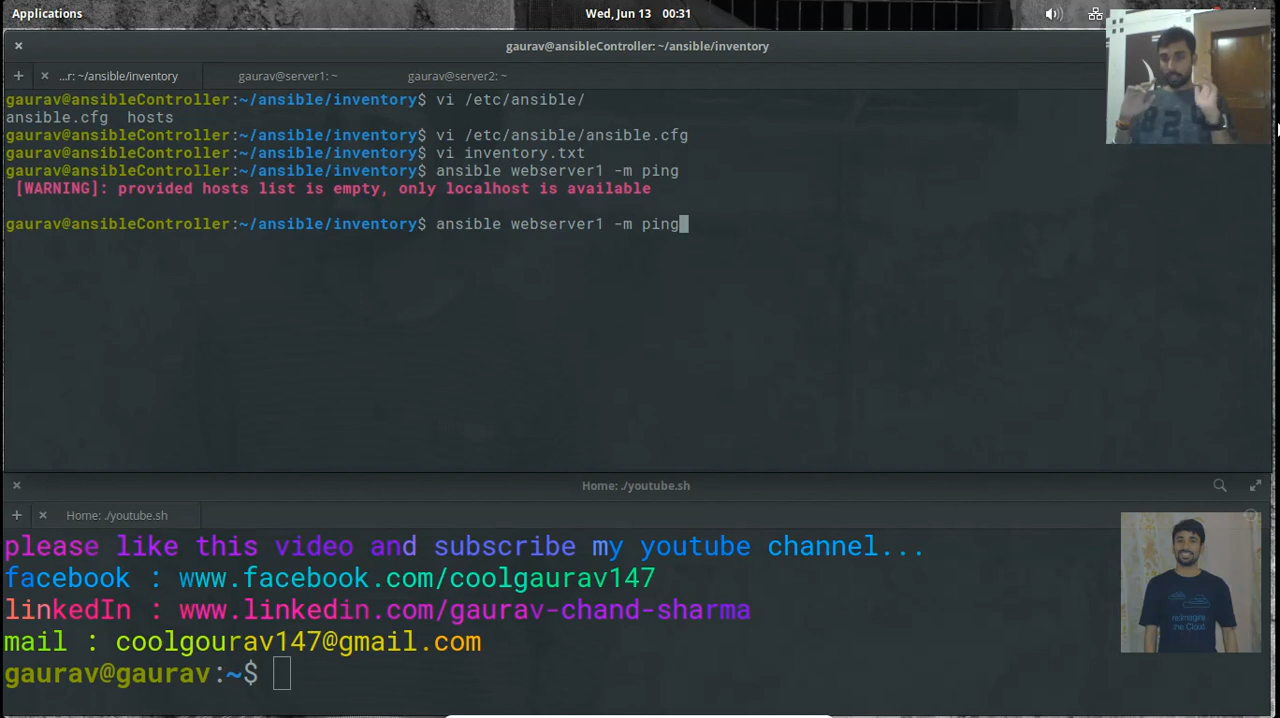 Applications
Wed, Jun 13 00:31
gaurav@ansibleController: ~/ansible/inventory
...r: ~/ansible/inventory
gaurav@server1: ~
gaurav@server2: ~
gaurav@ansibleController:~/ansible/inventory$ vi /etc/ansible/
ansible.cfg hosts
gaurav@ansibleController:~/ansible/inventory$ vi /etc/ansible/ansible.cfg
gaurav@ansibleController:~/ansible/inventory$ vi inventory.txt
gaurav@ansibleController:~/ansible/inventory$ ansible webserver1 -m ping
[WARNING]: provided hosts list is empty, only localhost is available
gaurav@ansibleController:~/ansible/inventory$ ansible webserver1 -m ping
Home: ./youtube.sh
Home: ./youtube.sh
please like this video and subscribe my youtube channel...
facebook : www.facebook.com/coolgaurav147
linkedIn : www.linkedin.com/gaurav-chand-sharma
mail : coolgourav147@gmail.com
gaurav@gaurav:~$
reimagine
the Cloud